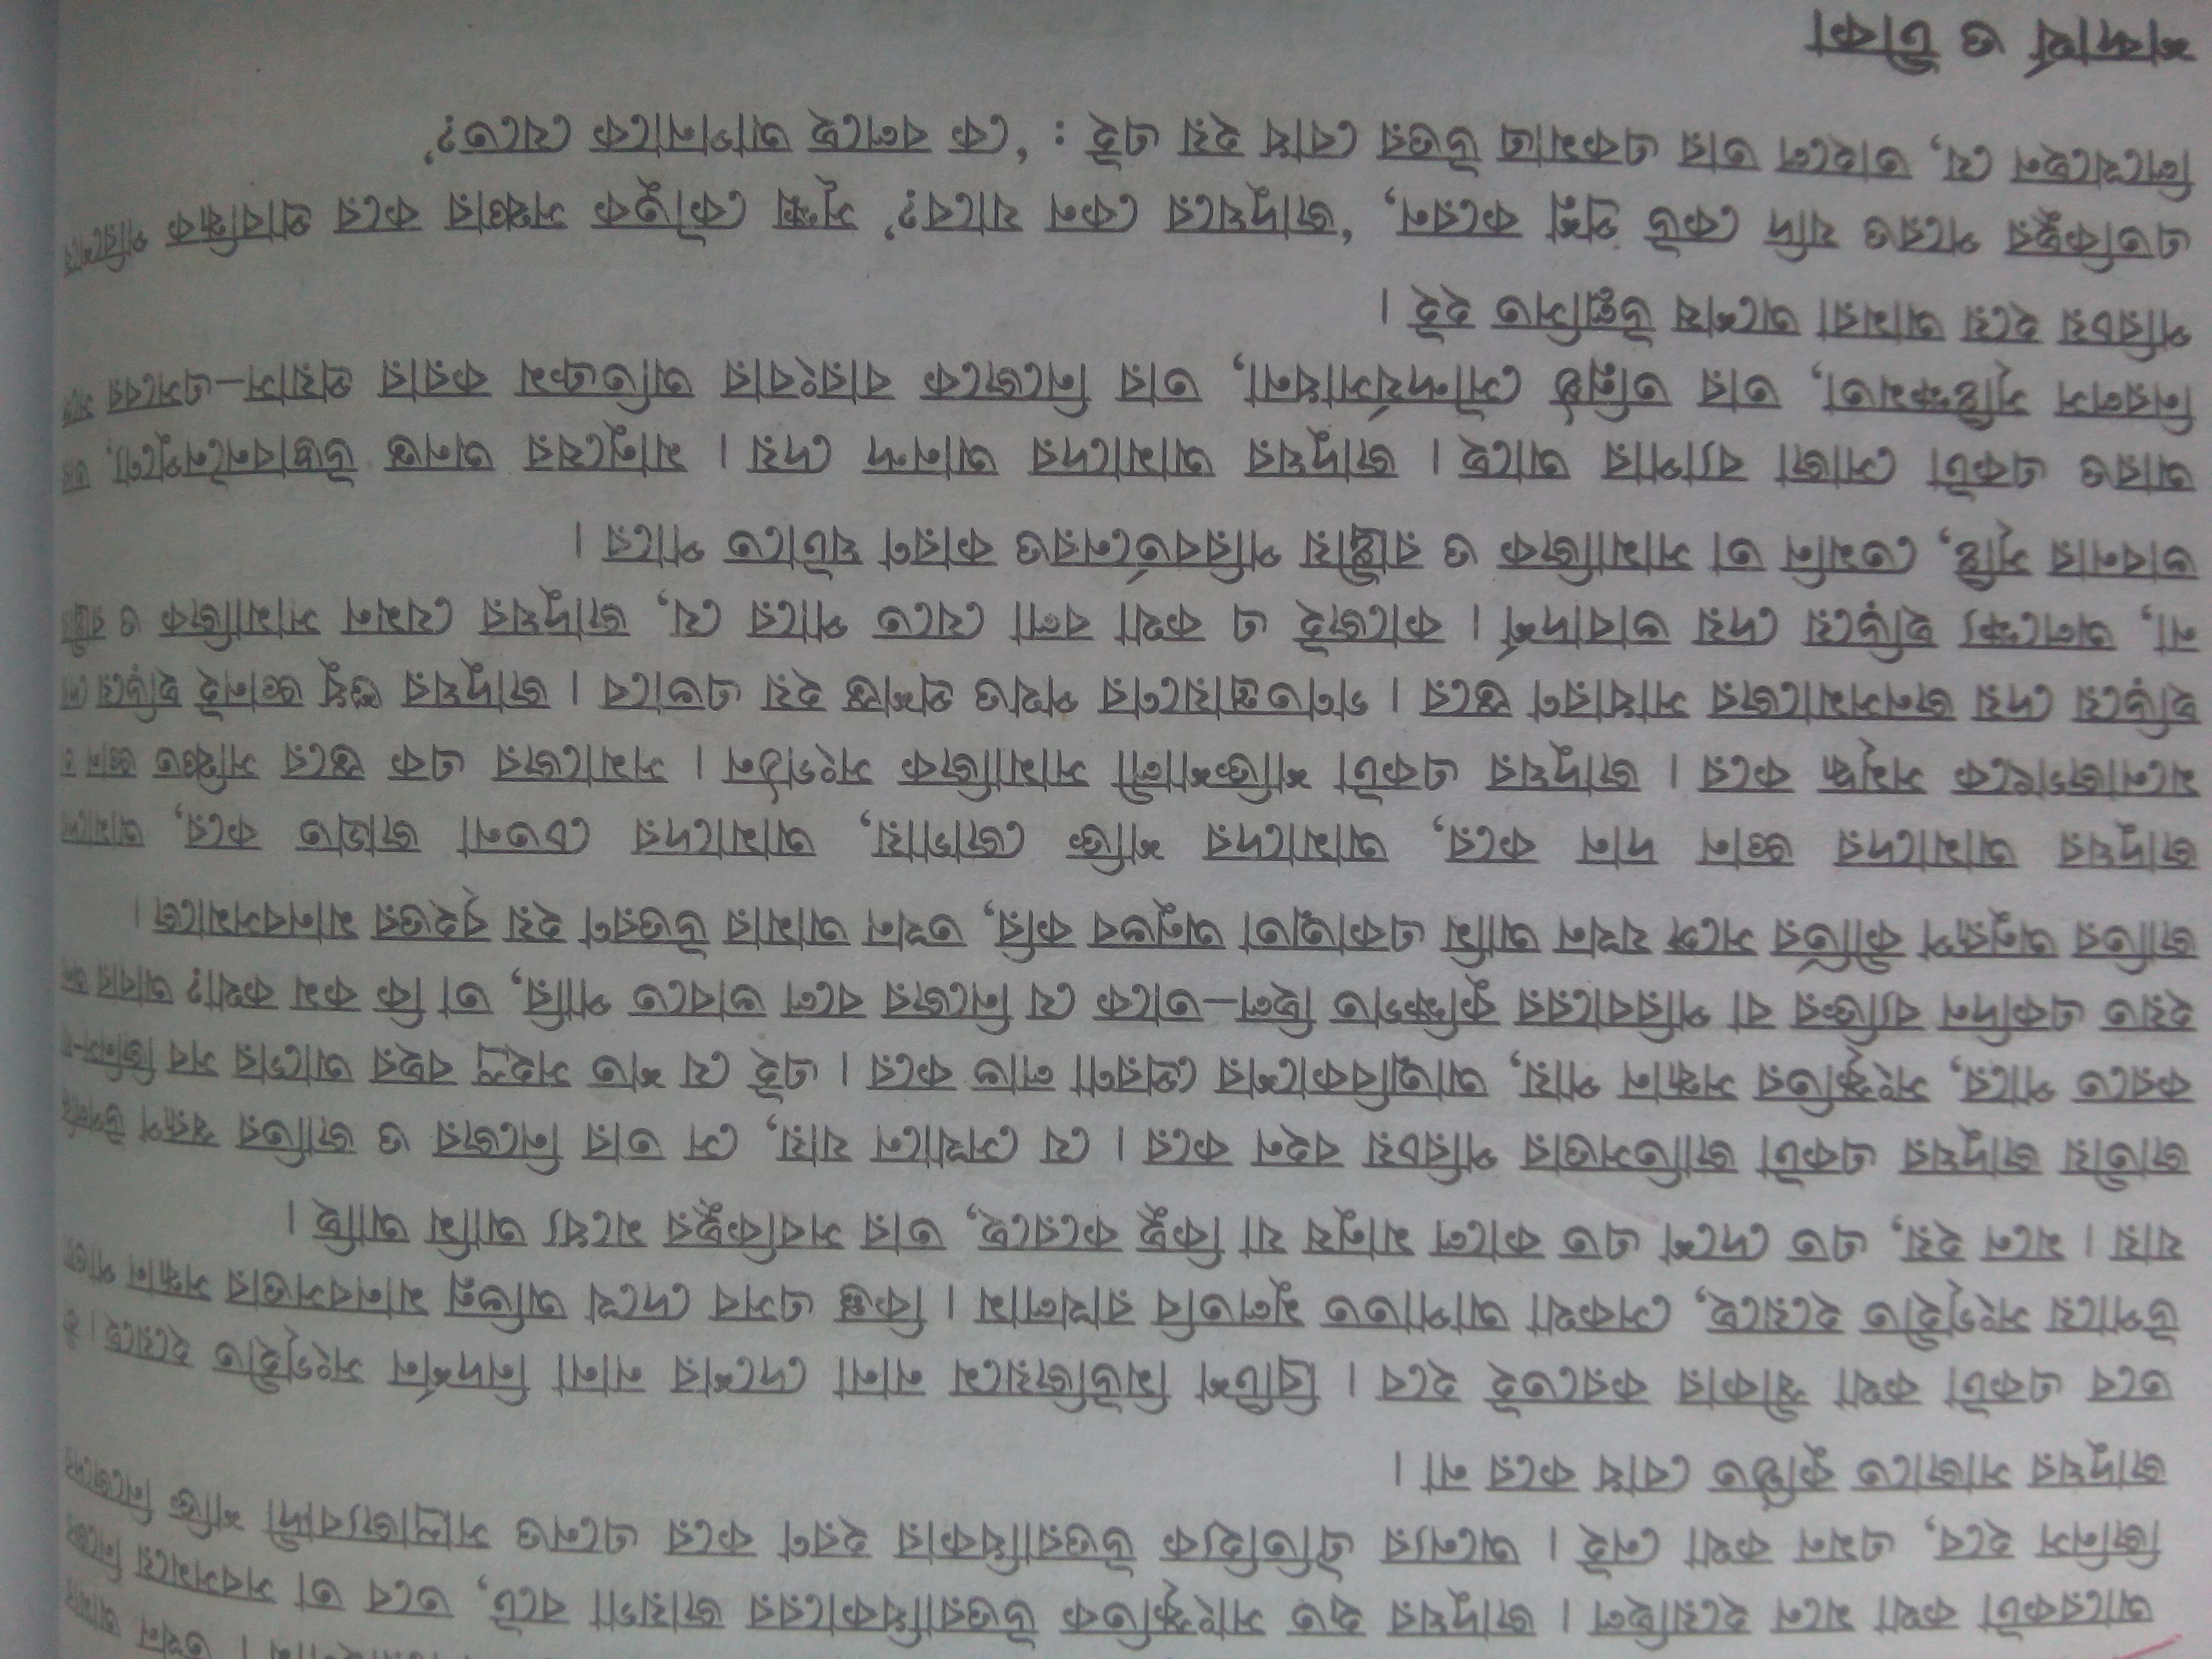 তখন
আরেকটা কথা মনে হয়েছিল। জাদুঘর হৃত সাংস্কৃতিক উত্তরাধিকারের জায়গা বটে, তবে তা সবসময়ে নিজের
জিনিস হবে, এমন কথা নেই। অন্যের ঐতিহ্যিক উত্তরাধিকার হরণ করে এনেও সাম্রাজ্যবাদী শক্তি নিজেদের
জাদুঘর সাজাতে কুণ্ঠিত বোধ করে না।
তবে একটা কথা স্বীকার করতেই হবে। ব্রিটিশ মিউজিয়মে নানা দেশের নানা নিদর্শন সংগৃহীত হয়েছে।
উপায়ে সংগৃহীত হয়েছে, সেকথা আপাতত মুলতবি রাখলাম। কিন্তু এসব দেখে অভিন্ন মানবসত্তার সন্ধান পাওয়া
যায়। মনে হয়, এত দেশে এত কালে মানুষ যা কিছু করেছে, তার সবকিছুর মধ্যে আমি আছি।
জাতীয় জাদুঘর একটা জাতিসত্তার পরিচয় বহন করে। যে সেখানে যায়, সে তার নিজের ও জাতির স্বরূপ উপলব্ধি
করতে পারে, সংস্কৃতির সন্ধান পায়, আত্মবিকাশের প্রেরণা লাভ করে। এই যে শত সহস্র বছর আগের সব জিনিস-
হয়ত একদিন ব্যক্তির বা পরিবারের কুক্ষিগত ছিল–তাকে যে নিজের বলে ভাবতে পারি, তা কি কম কথা? আবার
জাতির অনুরূপ কীর্তির সঙ্গে যখন আমি একাত্মতা অনুভব করি, তখন আমার উত্তরণ হয় বৃহত্তর মানবসমাজে।
জাদুঘর আমাদের জ্ঞান দান করে, আমাদের শক্তি জোগায়, আমাদের চেতনা জাগ্রত করে, আমাদের
মনোজগৎকে সমৃদ্ধ করে। জাদুঘর একটা শক্তিশালী সামাজিক সংগঠন। সমাজের এক স্তরে সঞ্চিত জ্ঞান
ছড়িয়ে দেয় জনসমাজের সাধারণ স্তরে। গণতন্ত্রায়ণের পথও প্রশস্ত হয় এভাবে। জাদুঘর শুধু জ্ঞানই ছড়িয়ে দেয়
না, অলক্ষ্যে ছড়িয়ে দেয় ভাবাদর্শ। কাজেই এ কথা বলা যেতে পারে যে, জাদুঘর যেমন সামাজিক ও
ভাবনার সৃষ্টি, তেমনি তা সামাজিক ও রাষ্ট্রীয় পরিবর্তনেরও কারণ ঘটাতে পারে।
আরও একটা সোজা ব্যাপার আছে। জাদুঘর আমাদের আনন্দ দেয়। মানুষের অনন্ত উদ্ভাবননৈপুণ্যে, তার
নিরলস সৃষ্টিক্ষমতা, তার তন্নিষ্ঠ সৌন্দর্যসাধনা, তার নিজেকে বারংবার অতিক্রম করার প্রয়াস–এসবের সঙ্গে
পরিচয় হয়ে আমরা অশেষ উল্লসিত হই।
এতকিছুর পরেও যদি কেউ প্রশ্ন করেন, ‘জাদুঘরে কেন যাবে?’ সূক্ষ্ম কৌতুক সঞ্চার করে প্রাবন্ধিক পরিশেষে
লিখেছেন যে, তাহলে তার একমাত্র উত্তর বোধ হয় এই : ‘কে বলছে আপনাকে যেতে?’
শব্দার্থ ও টীকা